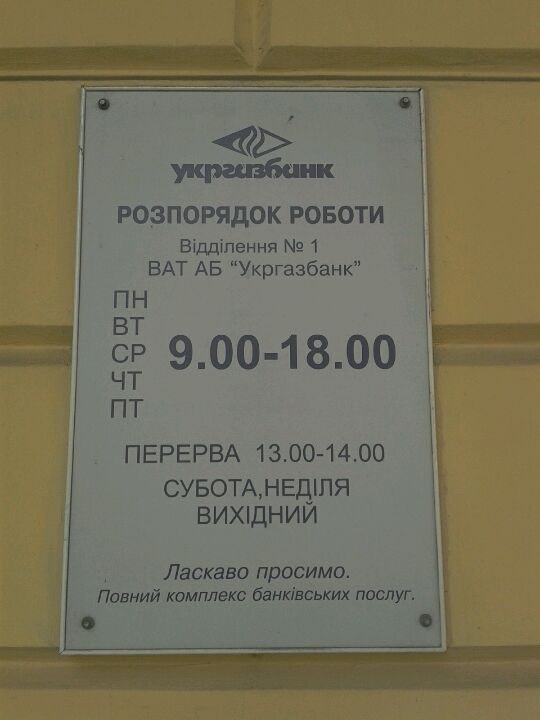 укргазбанк
РОЗПОРЯДОК РОБОТИ
Відділення № 1
ВАТ АБ "Укргазбанк"
ПН
ВТ
СР 9.00-18.00
ЧТ
ПТ
ПЕРЕРВА 13.00-14.00
СУБОТА,НЕДІЛЯ
ВИХІДНИЙ
Ласкаво просимо.
Повний комплекс банківських послуг.